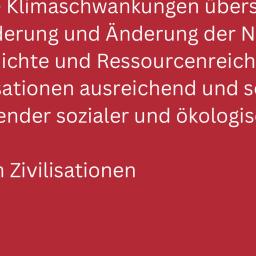 Klimaschwankungen übers
derung und Änderung der N
ichte und Ressourcenreich
sationen ausreichend und s
ender sozialer und ökologis
n Zivilisationen